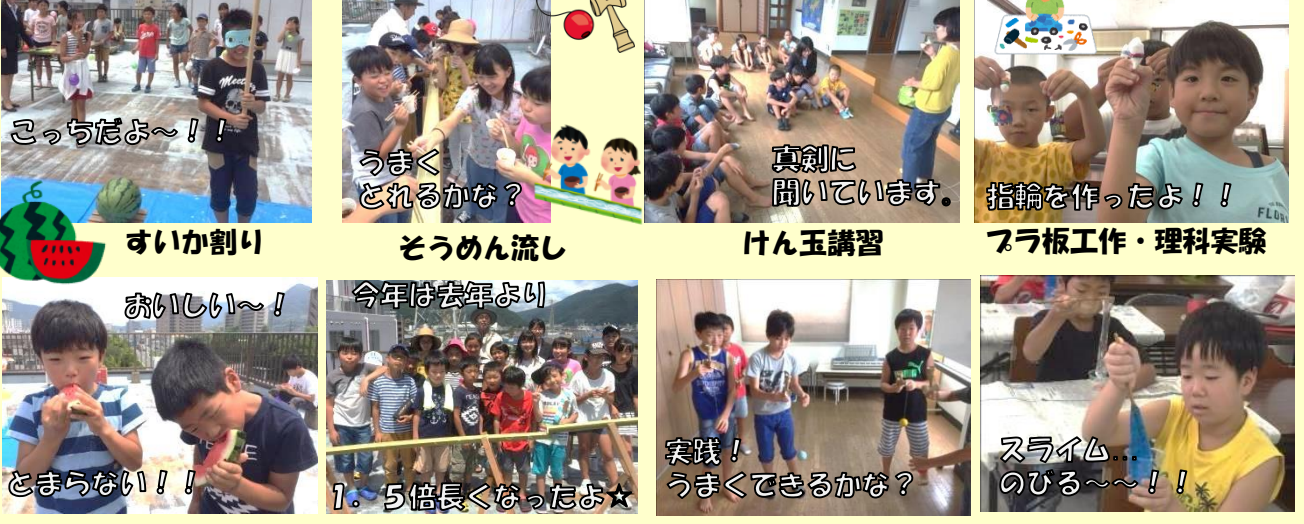 こっちだよ～！！
うまく
とれるかな？
真剣に
聞いています。
指輪を作ったよ！！
すいか割り
そうめん流し
けん玉講習
プラ板工作・理科実験
おいしい～！
とまらない！！
今年は去年より
１．５倍長くなったよ☆
実践！
うまくできるかな？
スライム…
のびる～～！！